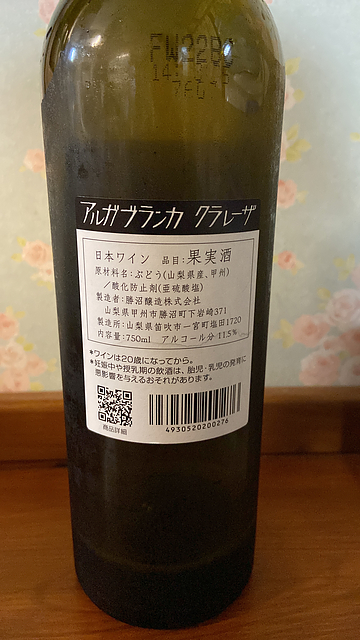 FW22BC
アルガブランカ クラレーザ
日本ワイン 品目:果実酒
原材料名:ぶどう(山梨県産、甲州)
/酸化防止剤(亜硫酸塩)
製造者:勝沼醸造株式会社
山梨県甲州市勝沼町下岩崎371
製造所:山梨県笛吹市一宮町塩田1720
内容量:750ml アルコール分11.5%
*ワインは20歳になってから。
*妊娠中や授乳期の飲酒は、胎児・乳児の発育に
悪影響を与えるおそれがあります。
商品詳細
4930520200276